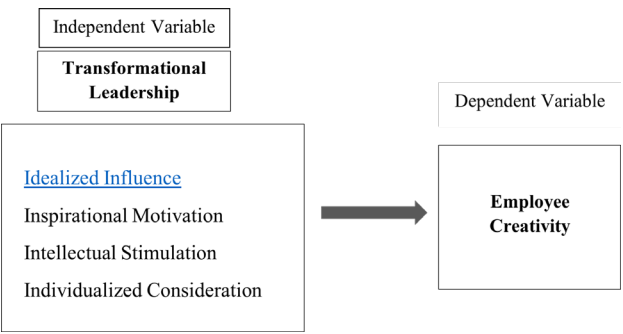 Independent Variable
Transformational
Leadership
Dependent Variable
Idealized Influence
Inspirational Motivation
Intellectual Stimulation
Individualized Consideration
Employee
Creativity